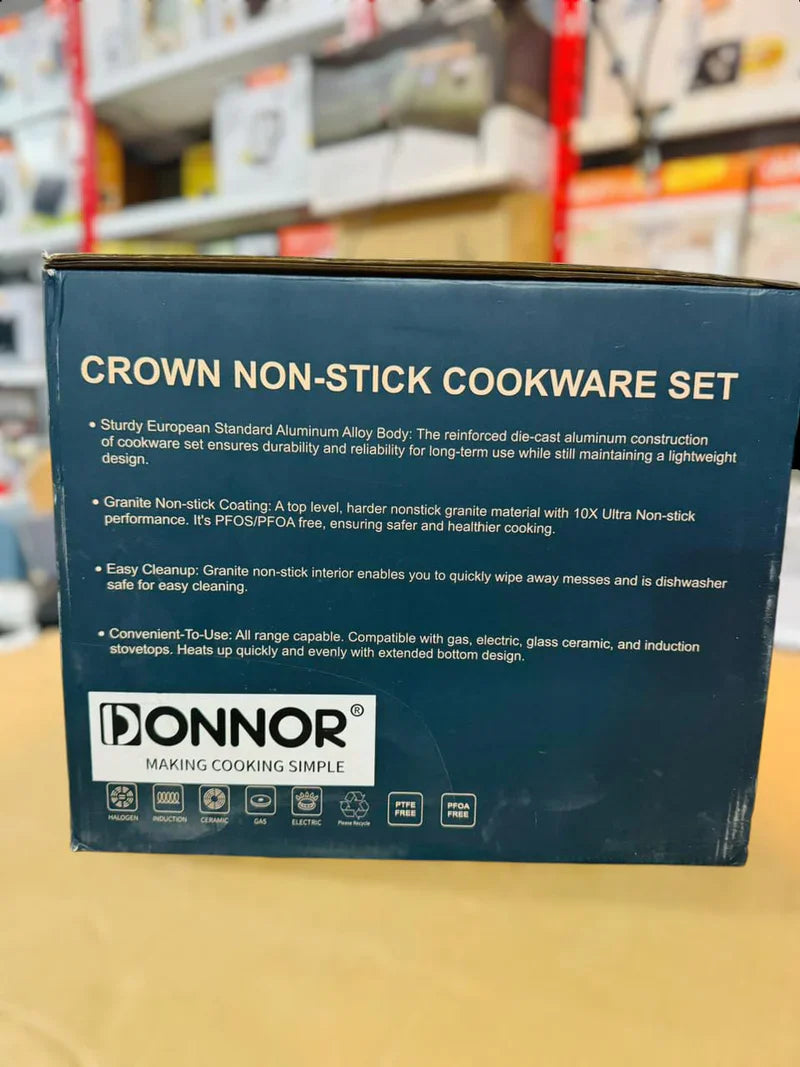 CROWN NON-STICK COOKWARE SET
• Sturdy European Standard Aluminum Alloy Body: The reinforced die-cast aluminum construction
of cookware set ensures durability and reliability for long-term use while still maintaining a lightweight
design.
• Granite Non-stick Coating: A top level, harder nonstick granite material with 10X Ultra Non-stick
performance. It's PFOS/PFOA free, ensuring safer and healthier cooking.
• Easy Cleanup: Granite non-stick interior enables you to quickly wipe away messes and is dishwasher
safe for easy cleaning.
• Convenient-To-Use: All range capable. Compatible with gas, electric, glass ceramic, and induction
stovetops. Heats up quickly and evenly with extended bottom design.
DONNOR®
MAKING COOKING SIMPLE
HALOGEN INDUCTION CERAMIC GAS ELECTRIC Please Recycle
PTFE FREE
PFOA FREE